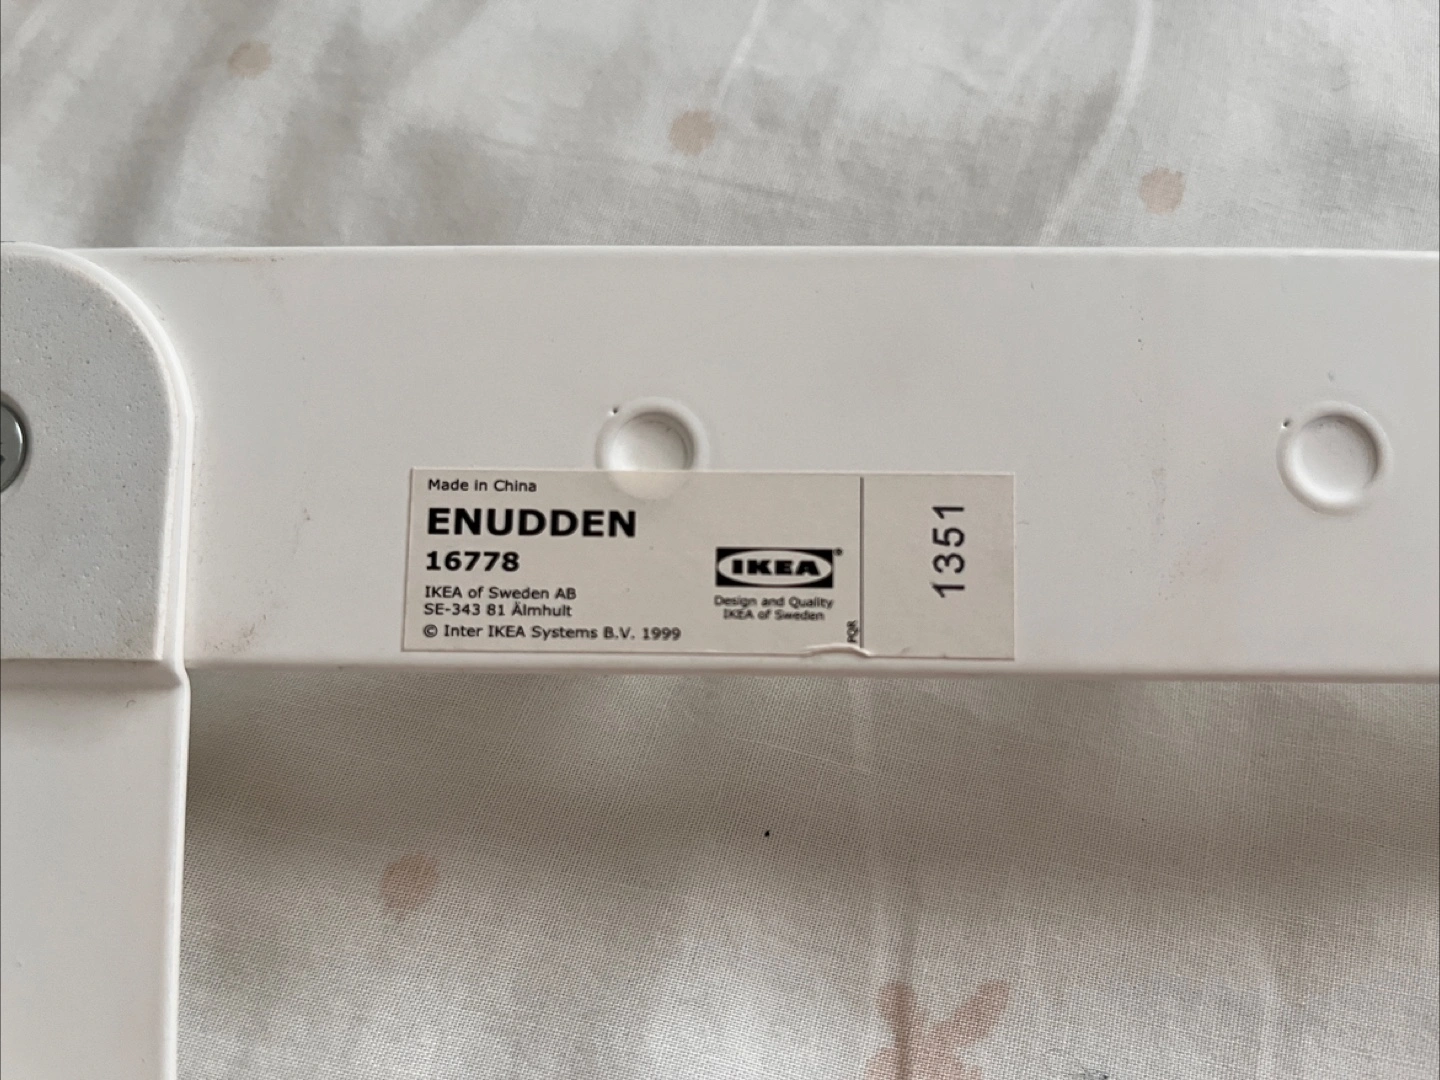 Made in China
ENUDDEN
16778
IKEA of Sweden AB
SE-343 81 Älmhult
© Inter IKEA Systems B.V. 1999
IKEA®
Design and Quality
IKEA of Sweden
PQR
1351